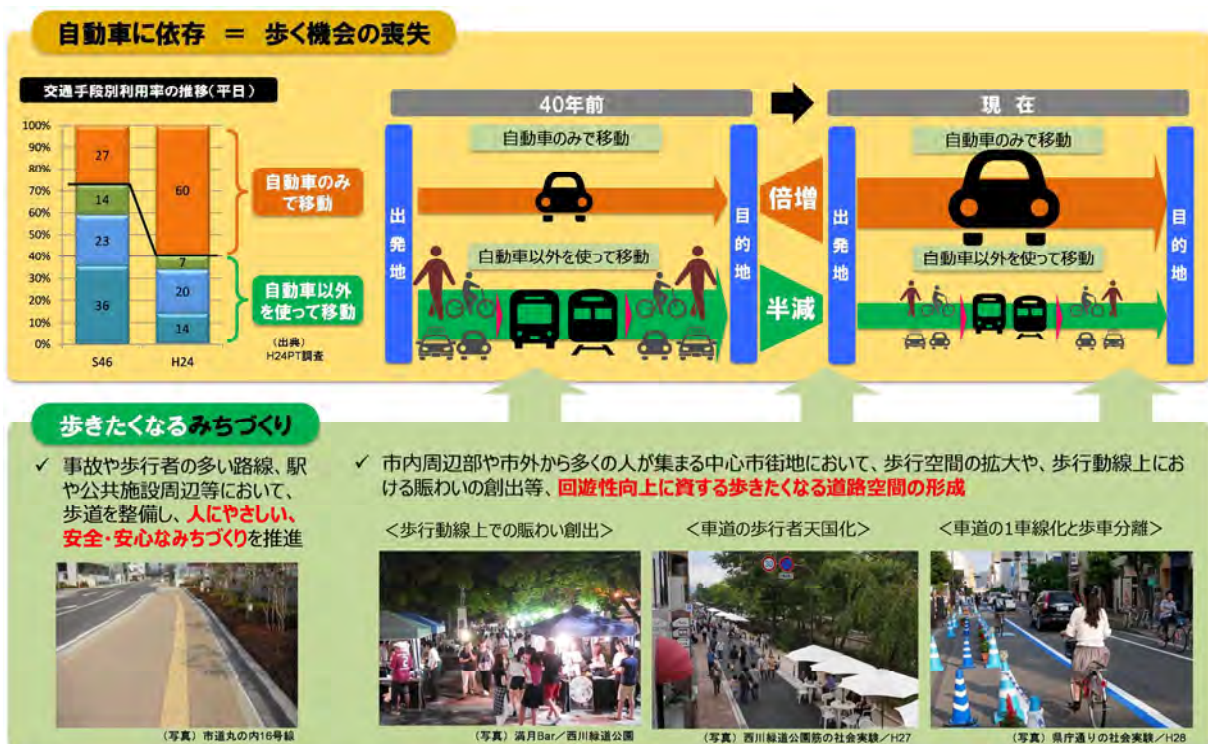 自動車に依存 ＝ 歩く機会の喪失
交通手段別利用率の推移(平日)
100%
90%
80%
70%
60%
50%
40%
30%
20%
10%
0%
27
14
23
36
60
7
20
14
S46
H24
自動車のみ
で移動
自動車以外
を使って移動
（出典）
H24PT調査
40年前
出発地
自動車のみで移動
自動車以外を使って移動
目的地
倍増
半減
現 在
出発地
自動車のみで移動
自動車以外を使って移動
目的地
歩きたくなるみちづくり
✓ 事故や歩行者の多い路線、駅
や公共施設周辺等において、
歩道を整備し、人にやさしい、
安全・安心なみちづくりを推進
（写真）市道丸の内16号線
✓ 市内周辺部や市外から多くの人が集まる中心市街地において、歩行空間の拡大や、歩行動線上にお
ける賑わいの創出等、回遊性向上に資する歩きたくなる道路空間の形成
＜歩行動線上での賑わい創出＞
（写真）満月Bar／西川緑道公園
＜車道の歩行者天国化＞
（写真）西川緑道公園筋の社会実験／H27
＜車道の1車線化と歩車分離＞
（写真）県庁通りの社会実験／H28